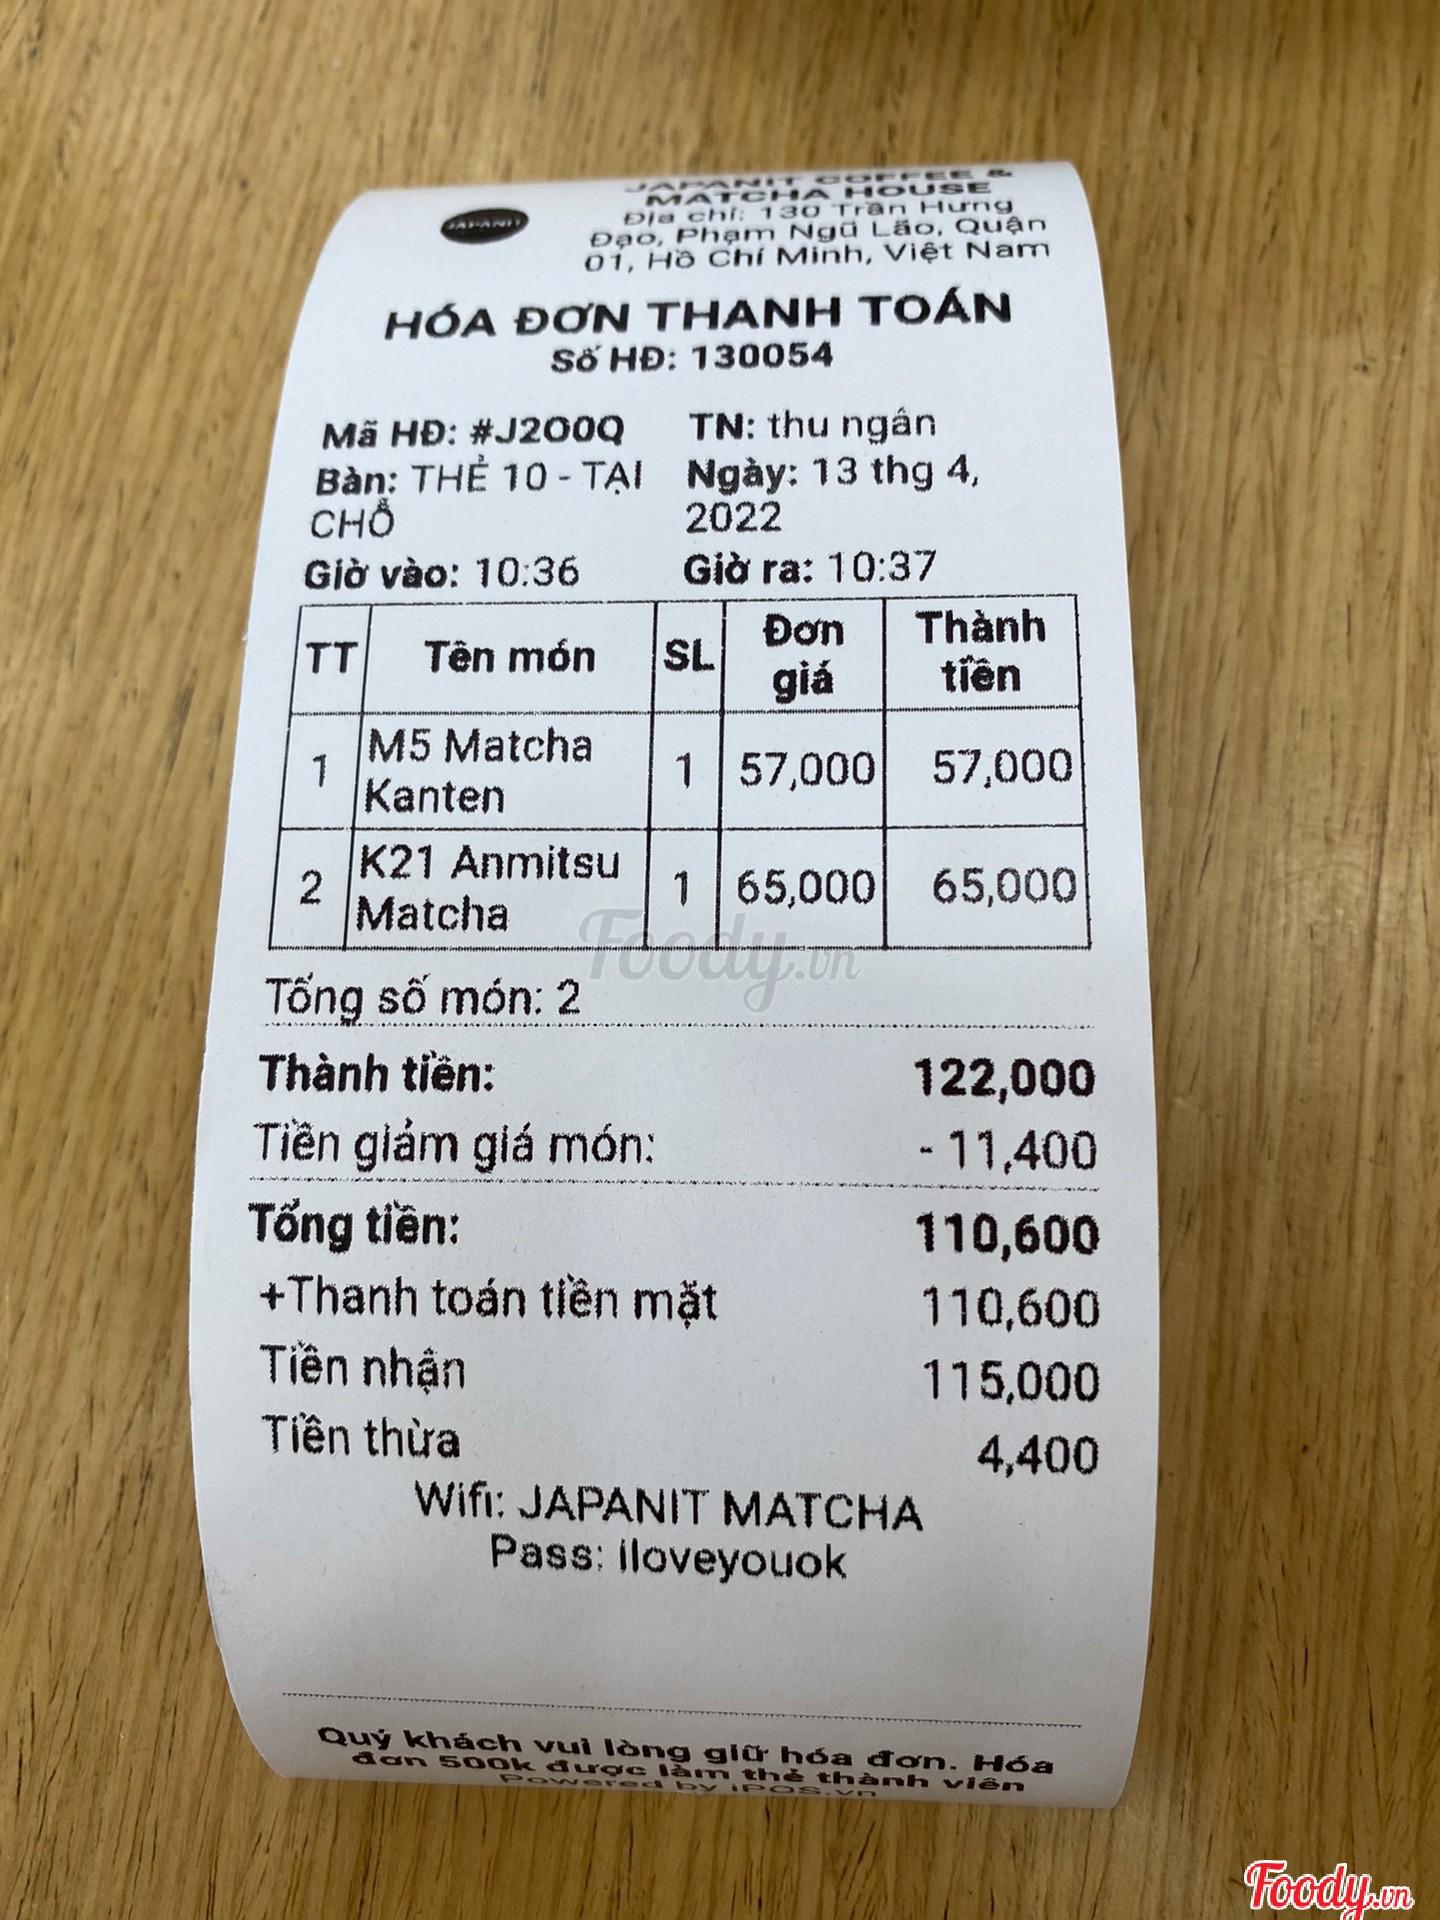 JAPANIT
JAPANIT COFFEE &
MATCHA HOUSE
Địa chỉ: 130 Trần Hưng
Đạo, Phạm Ngũ Lão, Quận
01, Hồ Chí Minh, Việt Nam
HÓA ĐƠN THANH TOÁN
Số HĐ: 130054
Mã HĐ: #J2O0Q TN: thu ngân
Bàn: THẺ 10 - TẠI Ngày: 13 thg 4,
CHỖ 2022
Giờ vào: 10:36 Giờ ra: 10:37
TT Tên món SL Đơn giá Thành tiền
1 M5 Matcha Kanten 1 57,000 57,000
2 K21 Anmitsu Matcha 1 65,000 65,000
Foody.vn
Tổng số món: 2
Thành tiền: 122,000
Tiền giảm giá món: - 11,400
Tổng tiền: 110,600
+Thanh toán tiền mặt 110,600
Tiền nhận 115,000
Tiền thừa 4,400
Wifi: JAPANIT MATCHA
Pass: iloveyouok
Quý khách vui lòng giữ hóa đơn. Hóa
đơn 500k được làm thẻ thành viên
Powered by iPOS.vn
Foody.vn